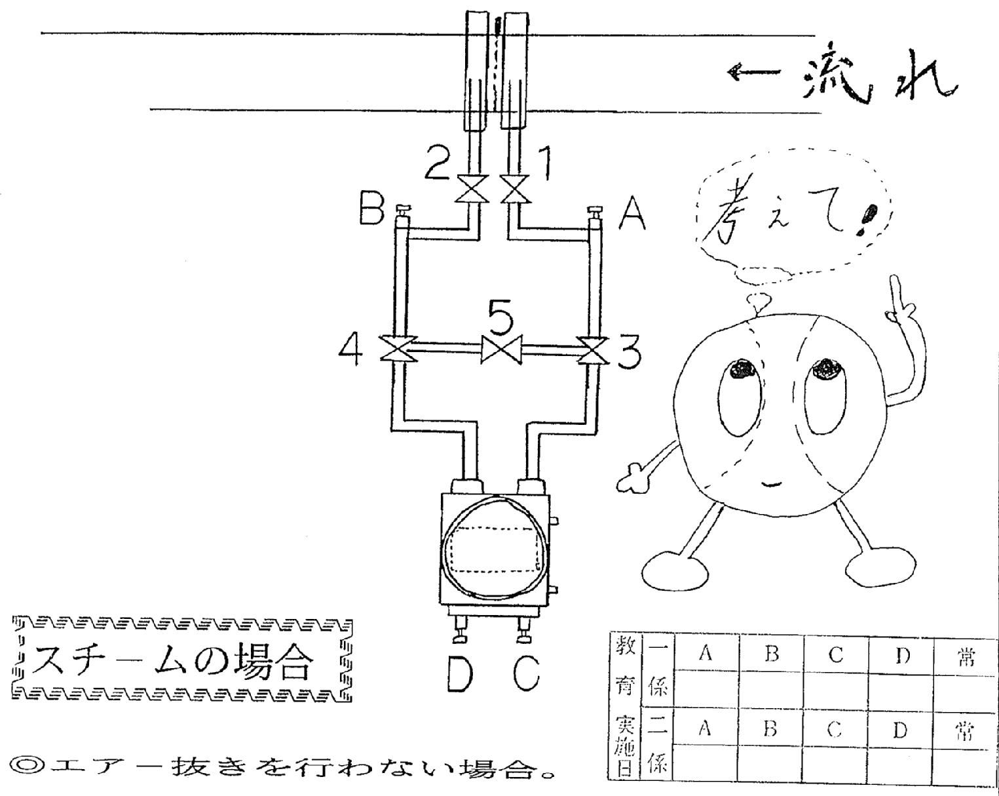 ← 流れ
2 1
B A
考えて!
5
4 3
D C
スチームの場合
教育実施日
一係 A B C D 常
二係 A B C D 常
◎エアー抜きを行わない場合。